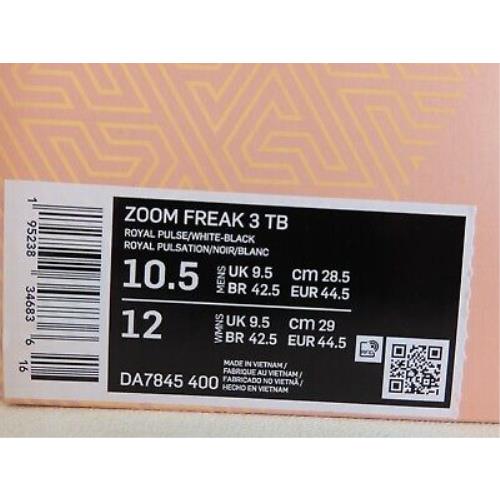 ZOOM FREAK 3 TB
ROYAL PULSE/WHITE-BLACK
ROYAL PULSATION/NOIR/BLANC
10.5 MENS UK 9.5 cm 28.5
BR 42.5 EUR 44.5
12 WMNS UK 9.5 cm 29
BR 42.5 EUR 44.5
MADE IN VIETNAM /
FABRIQUE AU VIETNAM /
FABRICADO NO VIETNÃ /
HECHO EN VIETNAM
DA7845 400
1 95238 34683 6 16